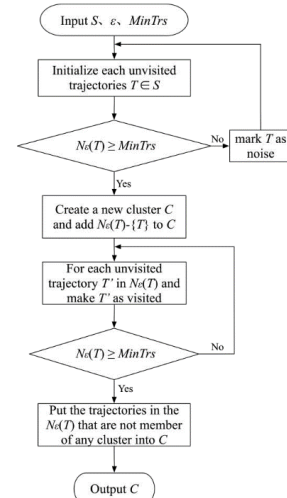 Input S、ε、MinTrs
Initialize each unvisited
trajectories T∈S
Nε(T) ≥ MinTrs
No
mark T as
noise
Yes
Create a new cluster C
and add Nε(T)-{T} to C
For each unvisited
trajectory T' in Nε(T) and
make T' as visited
Nε(T) ≥ MinTrs
No
Yes
Put the trajectories in the
Nε(T) that are not member
of any cluster into C
Output C